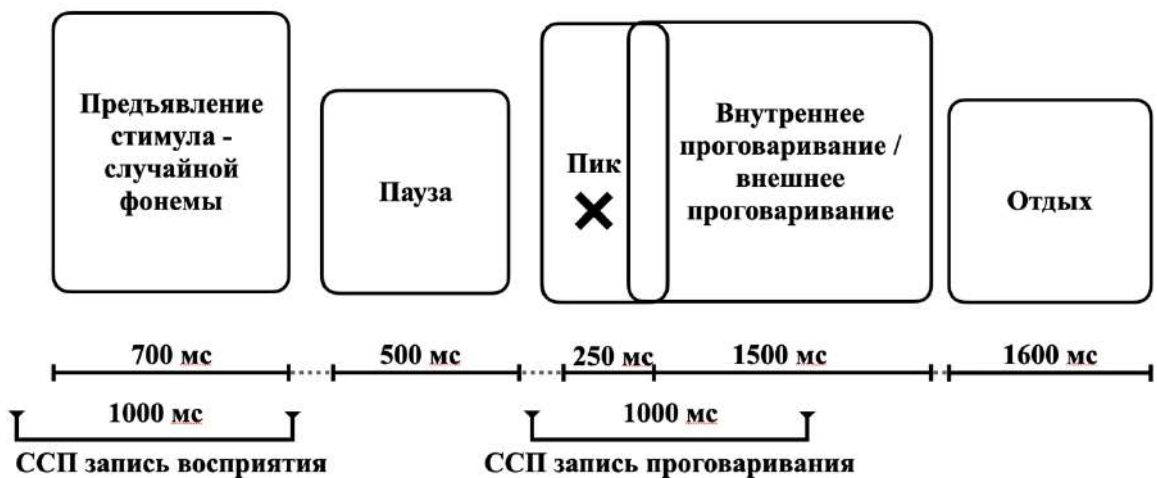 Предъявление
стимула -
случайной
фонемы
Пауза
Пик
Внутреннее
проговаривание /
внешнее
проговаривание
Отдых
700 мс
500 мс
250 мс
1500 мс
1600 мс
1000 мс
1000 мс
ССП запись восприятия
ССП запись проговаривания